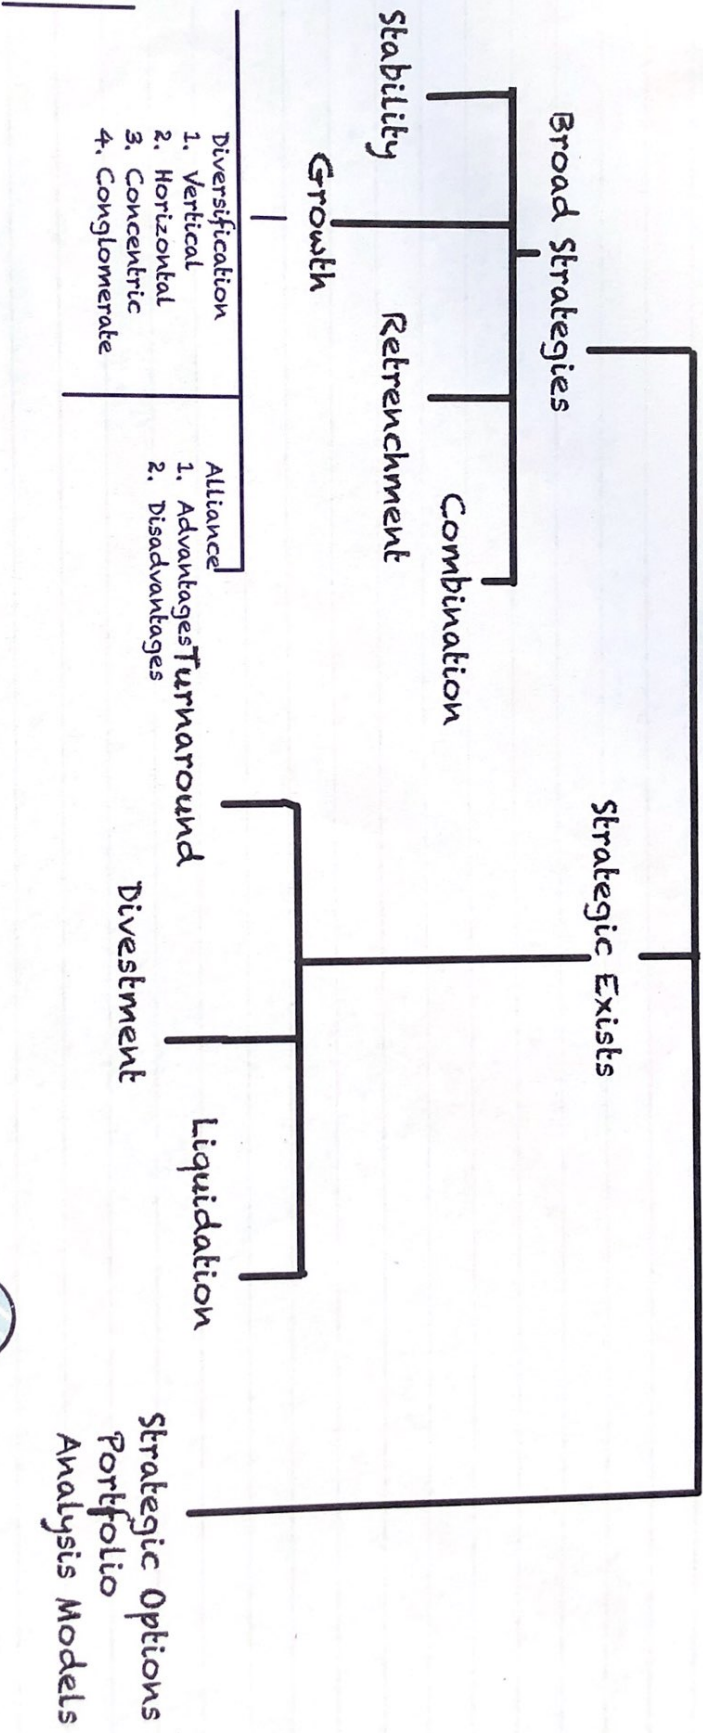 Broad Strategies
Strategic Exists
Strategic Options
Portfolio
Analysis Models
Stability
Growth
Retrenchment
Combination
Diversification
1. Vertical
2. Horizontal
3. Concentric
4. Conglomerate
Alliance
1. Advantages
2. Disadvantages
Turnaround
Divestment
Liquidation